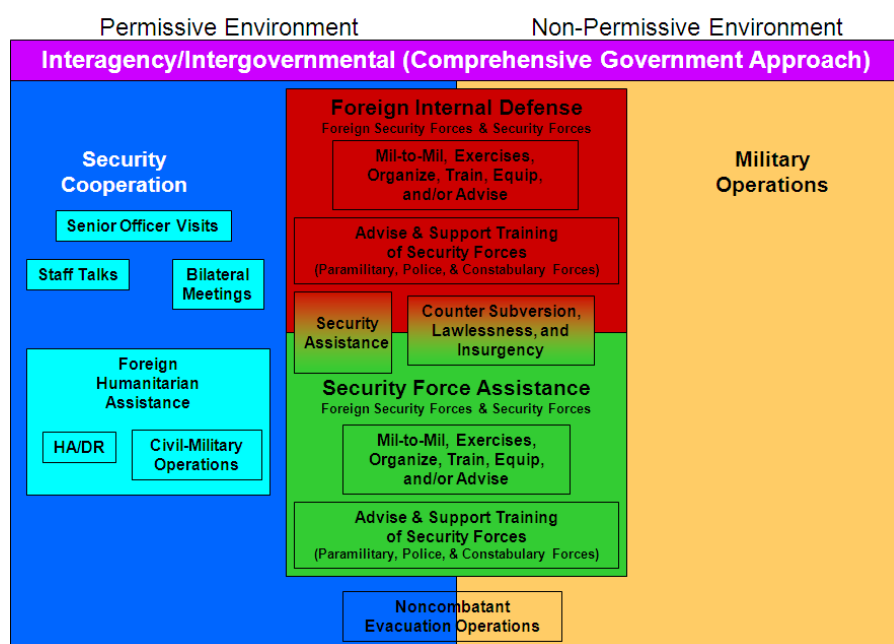 Permissive Environment
Non-Permissive Environment
Interagency/Intergovernmental (Comprehensive Government Approach)
Security
Cooperation
Senior Officer Visits
Staff Talks
Bilateral
Meetings
Foreign
Humanitarian
Assistance
HA/DR
Civil-Military
Operations
Foreign Internal Defense
Foreign Security Forces & Security Forces
Mil-to-Mil, Exercises,
Organize, Train, Equip,
and/or Advise
Advise & Support Training
of Security Forces
(Paramilitary, Police, & Constabulary Forces)
Security
Assistance
Counter Subversion,
Lawlessness, and
Insurgency
Security Force Assistance
Foreign Security Forces & Security Forces
Mil-to-Mil, Exercises,
Organize, Train, Equip,
and/or Advise
Advise & Support Training
of Security Forces
(Paramilitary, Police, & Constabulary Forces)
Noncombatant
Evacuation Operations
Military
Operations